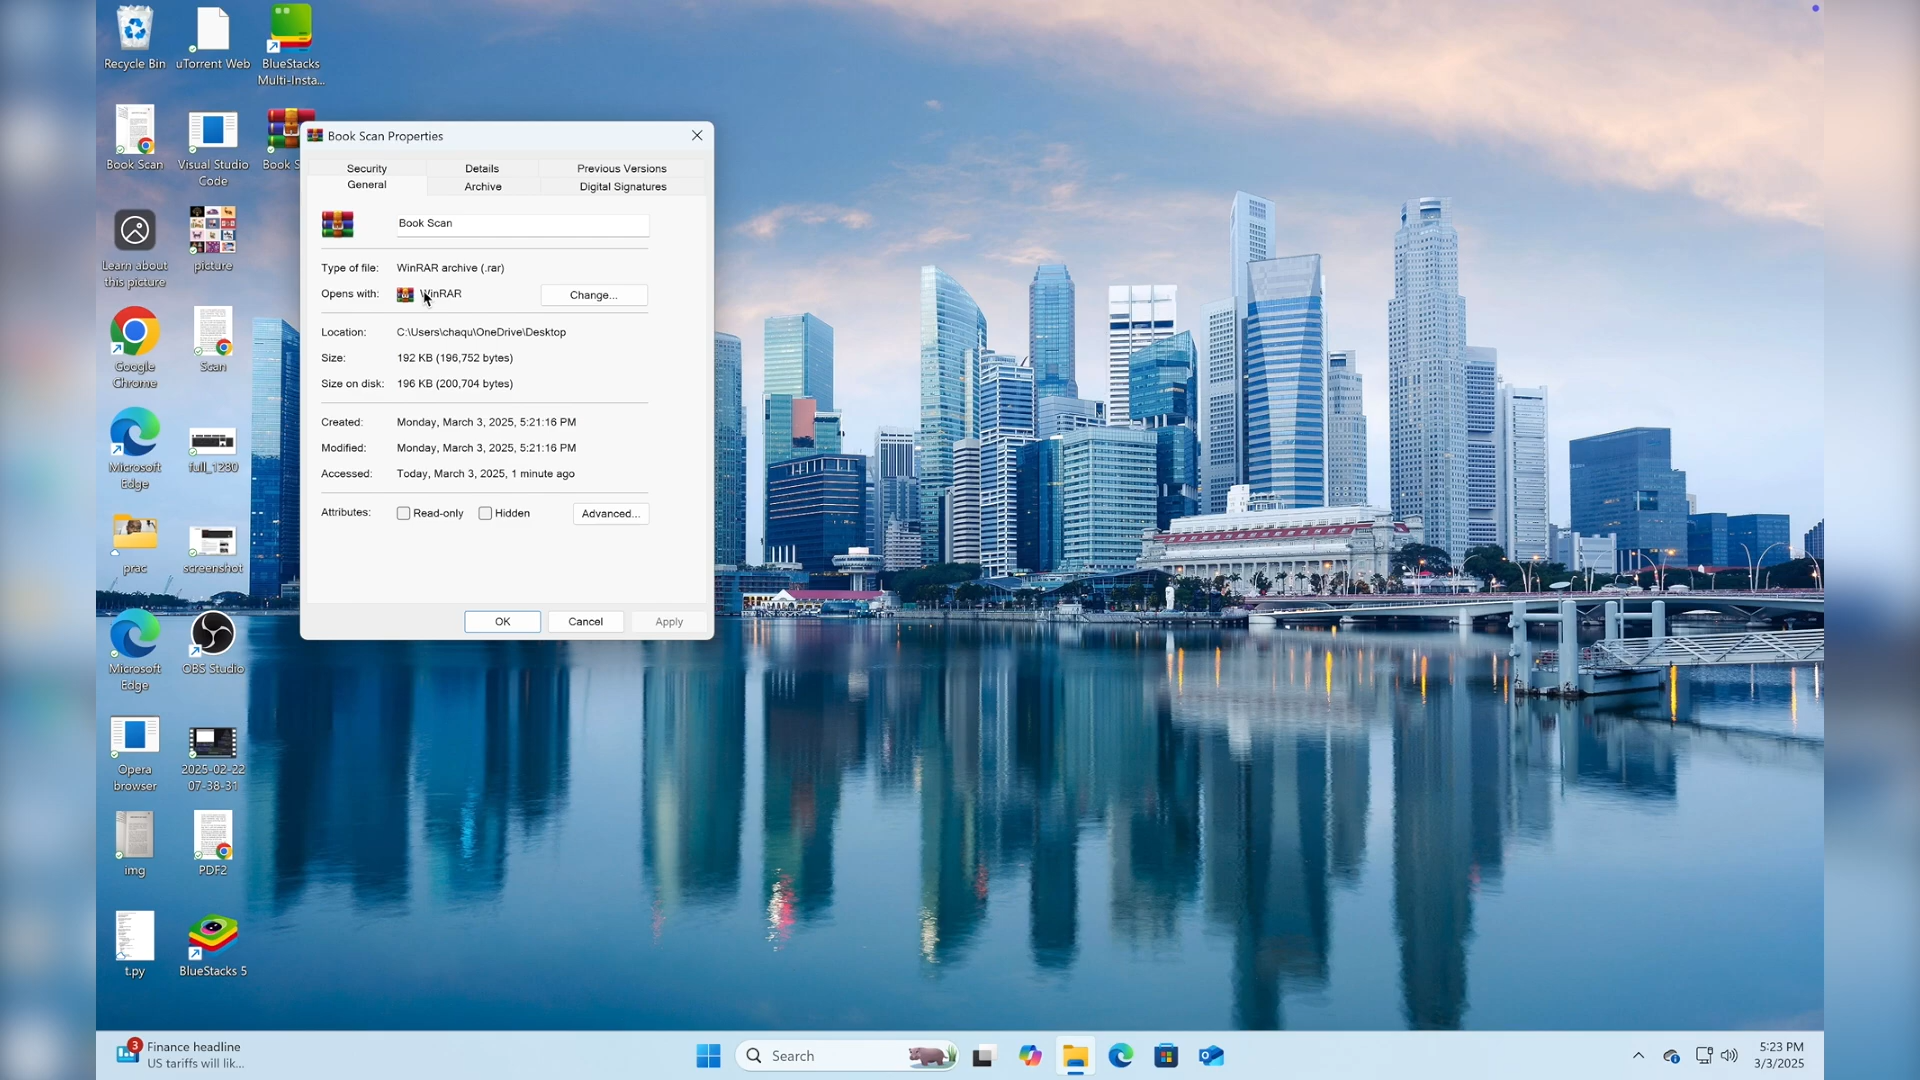 Recycle Bin
uTorrent Web
BlueStacks
Multi-Insta...
Book Scan
Visual Studio
Code
Book S
Learn about
this picture
picture
Google
Chrome
Scan
Microsoft
Edge
full_1280
prac
screenshot
Microsoft
Edge
OBS Studio
Opera
browser
2025-02-22
07-38-31
img
PDF2
t.py
BlueStacks 5
Book Scan Properties
Security
Details
Previous Versions
General
Archive
Digital Signatures
Book Scan
Type of file: WinRAR archive (.rar)
Opens with: WinRAR
Change...
Location: C:\Users\chaqu\OneDrive\Desktop
Size: 192 KB (196,752 bytes)
Size on disk: 196 KB (200,704 bytes)
Created: Monday, March 3, 2025, 5:21:16 PM
Modified: Monday, March 3, 2025, 5:21:16 PM
Accessed: Today, March 3, 2025, 1 minute ago
Attributes: Read-only Hidden Advanced...
OK Cancel Apply
3
Finance headline
US tariffs will lik...
Search
5:23 PM
3/3/2025